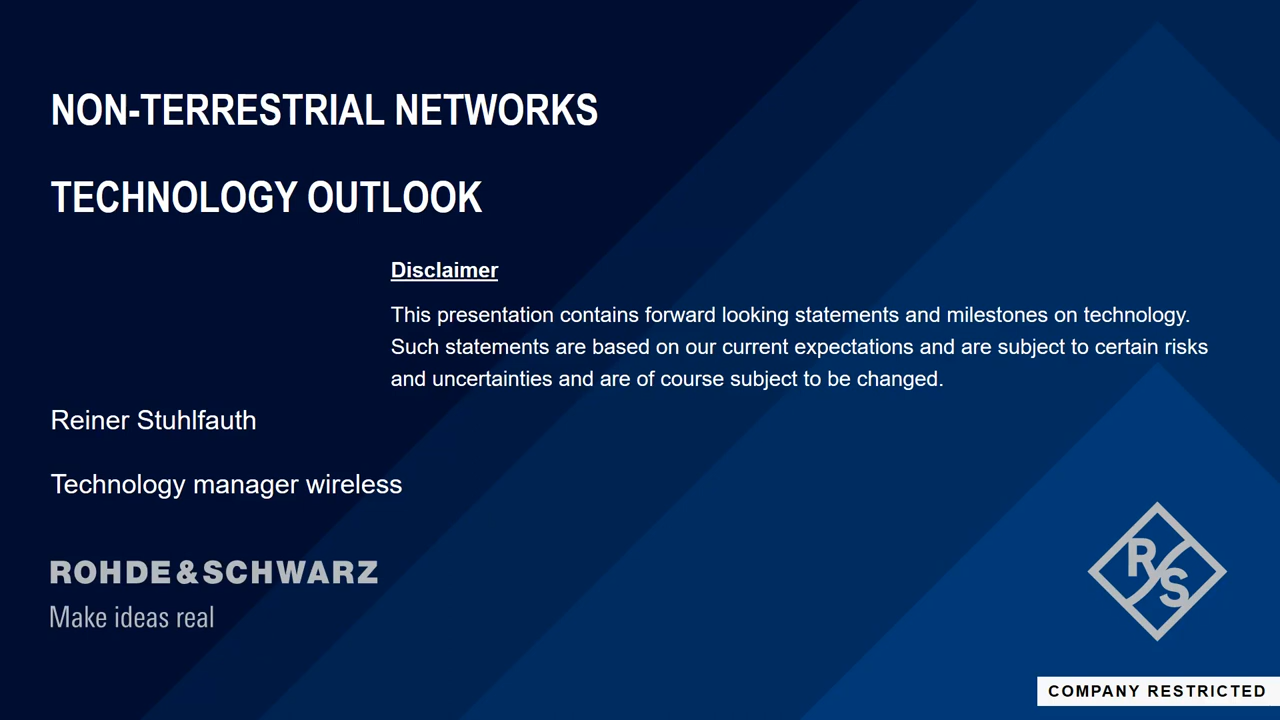 NON-TERRESTRIAL NETWORKS
TECHNOLOGY OUTLOOK
Disclaimer
This presentation contains forward looking statements and milestones on technology.
Such statements are based on our current expectations and are subject to certain risks
and uncertainties and are of course subject to be changed.
Reiner Stuhlfauth
Technology manager wireless
ROHDE&SCHWARZ
Make ideas real
R S
COMPANY RESTRICTED